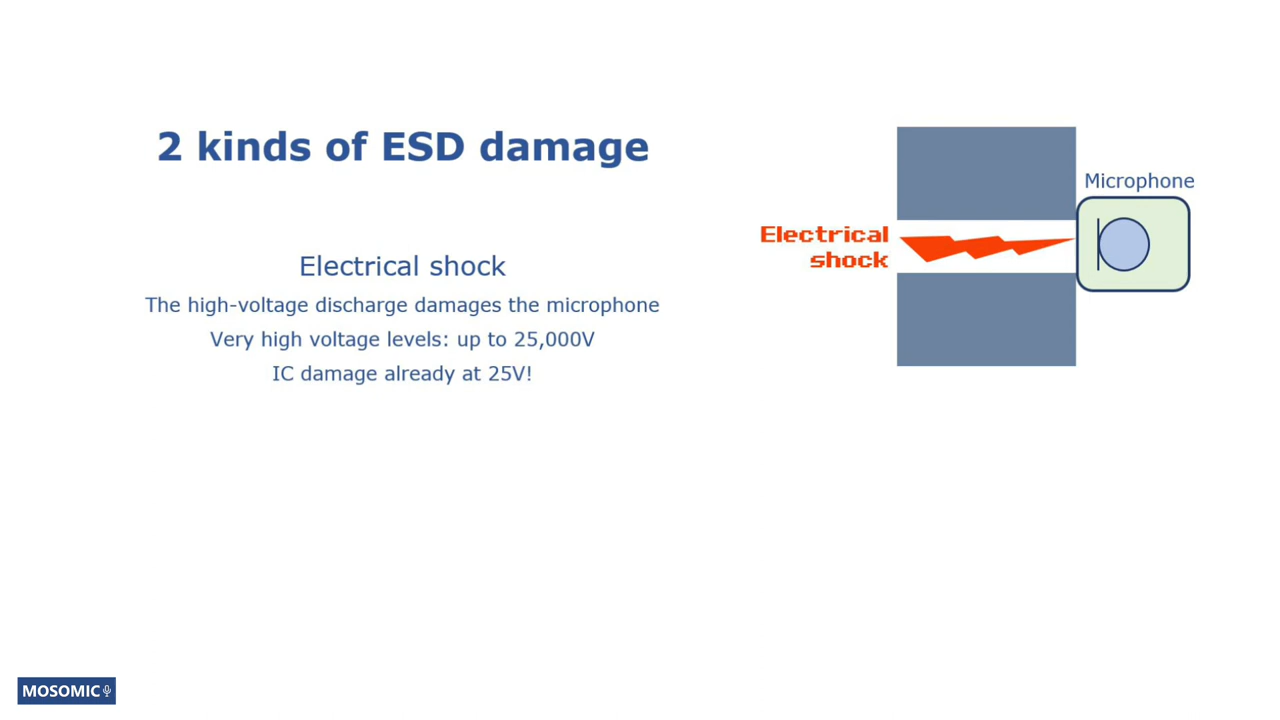 2 kinds of ESD damage
Electrical shock
The high-voltage discharge damages the microphone
Very high voltage levels: up to 25,000V
IC damage already at 25V!
Microphone
Electrical
shock
MOSOMIC